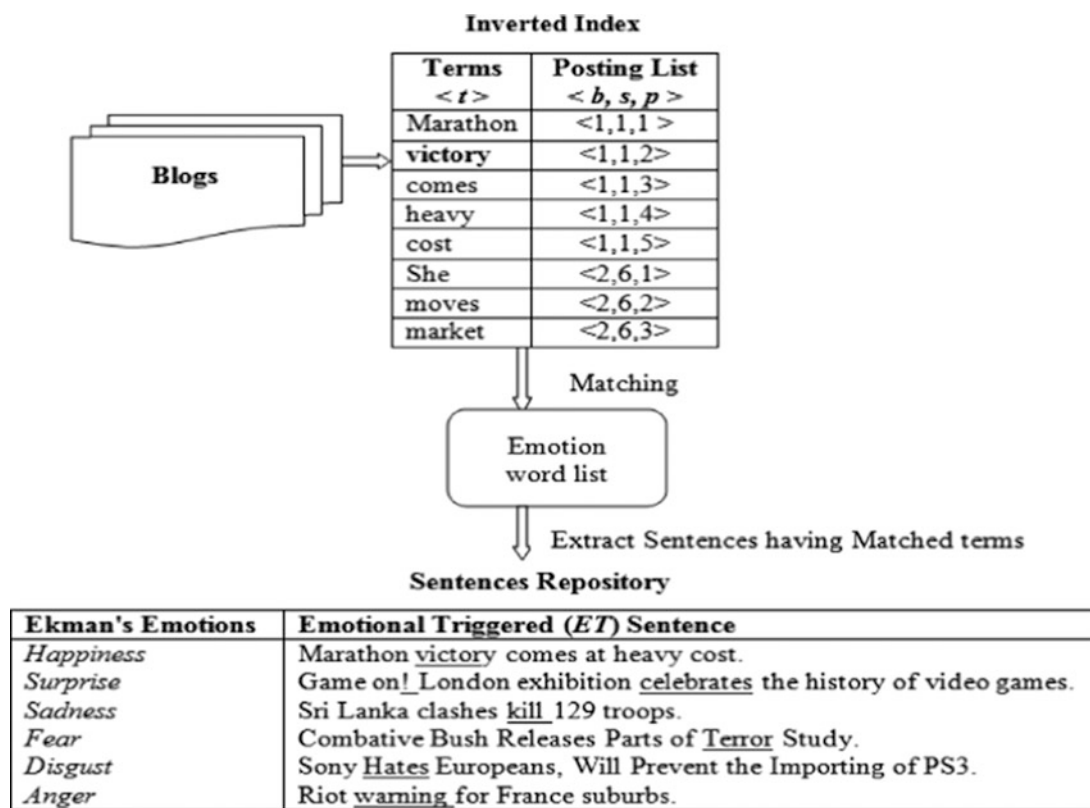 Inverted Index
Terms Posting List
< t > < b, s, p >
Marathon <1,1,1 >
victory <1,1,2>
Blogs
comes <1,1,3>
heavy <1,1,4>
cost <1,1,5>
She <2,6,1>
moves <2,6,2>
market <2,6,3>
Matching
Emotion
word list
Extract Sentences having Matched terms
Sentences Repository
Ekman's Emotions Emotional Triggered (ET) Sentence
Happiness Marathon victory comes at heavy cost.
Surprise Game on! London exhibition celebrates the history of video games.
Sadness Sri Lanka clashes kill 129 troops.
Fear Combative Bush Releases Parts of Terror Study.
Disgust Sony Hates Europeans, Will Prevent the Importing of PS3.
Anger Riot warning for France suburbs.